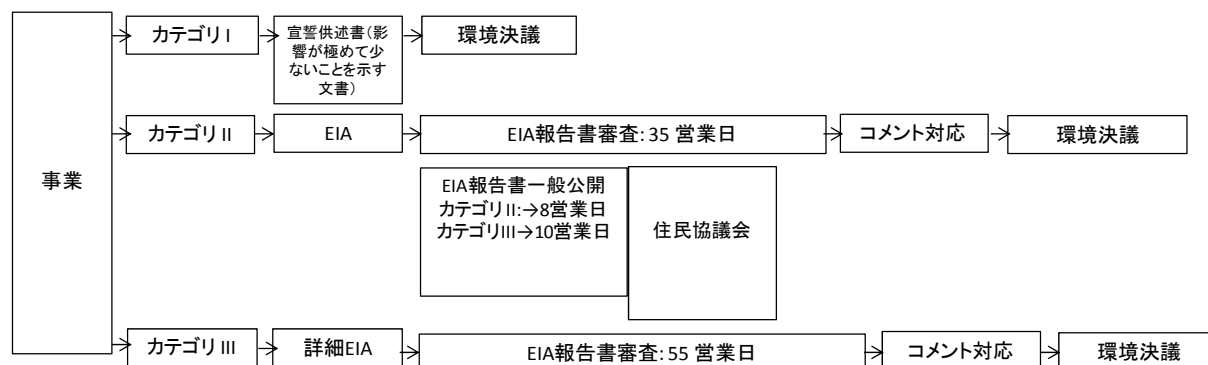 事業
カテゴリ I
宣誓供述書（影
響が極めて少
ないことを示す
文書）
環境決議
カテゴリ II
EIA
EIA報告書審査: 35 営業日
コメント対応
環境決議
EIA報告書一般公開
カテゴリII:→8営業日
カテゴリIII→10営業日
住民協議会
カテゴリ III
詳細EIA
EIA報告書審査: 55 営業日
コメント対応
環境決議